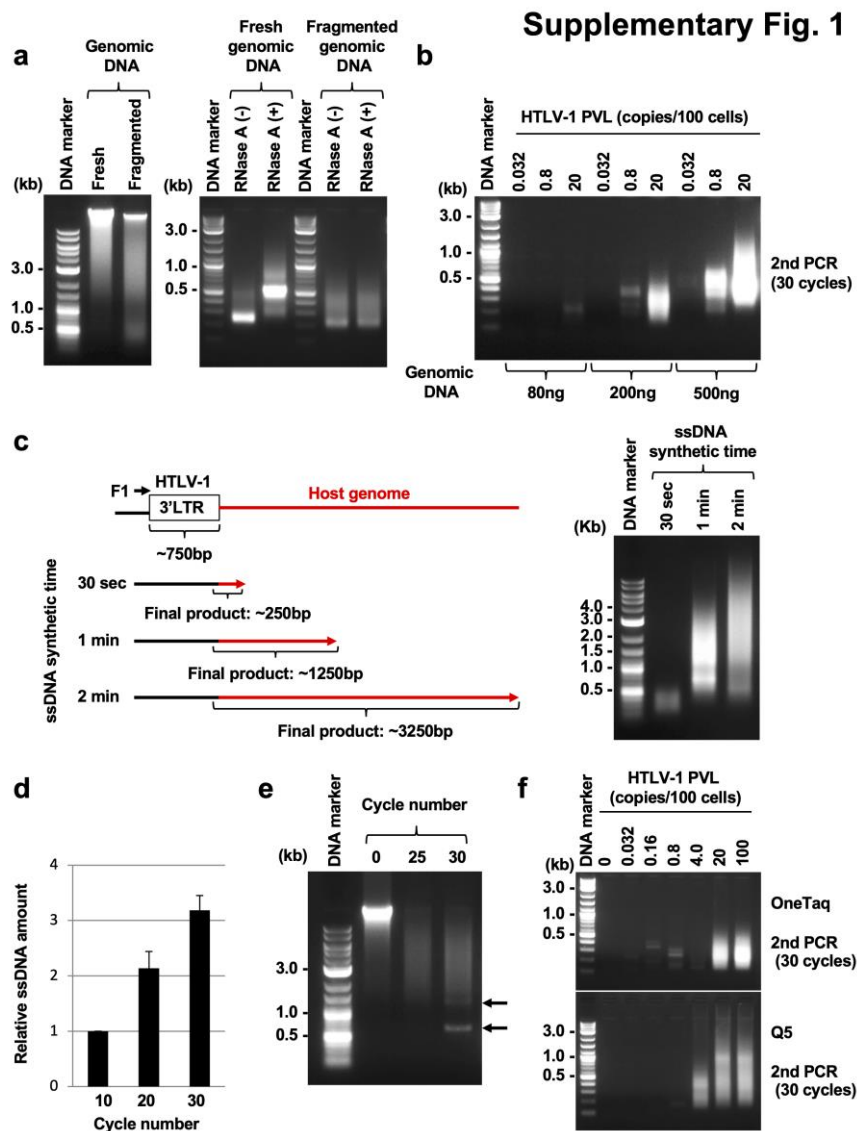 Supplementary Fig. 1
a
Genomic
DNA
DNA marker
Fresh
Fragmented
(kb)
3.0 -
1.0 -
0.5 -
Fresh
genomic
DNA
Fragmented
genomic
DNA
DNA marker
RNase A (-)
RNase A (+)
DNA marker
RNase A (-)
RNase A (+)
(kb)
3.0 -
1.0 -
0.5 -
b
HTLV-1 PVL (copies/100 cells)
DNA marker
0.032
0.8
20
0.032
0.8
20
0.032
0.8
20
(kb)
3.0 -
1.0 -
0.5 -
2nd PCR
(30 cycles)
Genomic
DNA
80ng
200ng
500ng
c
F1
HTLV-1
3'LTR
Host genome
~750bp
ssDNA synthetic time
30 sec
Final product: ~250bp
1 min
Final product: ~1250bp
2 min
Final product: ~3250bp
ssDNA
synthetic time
DNA marker
30 sec
1 min
2 min
(Kb)
4.0 -
3.0 -
2.0 -
1.5 -
1.0 -
0.5 -
d
Relative ssDNA amount
4
3
2
1
0
10
20
30
Cycle number
e
DNA marker
Cycle number
(kb)
0
25
30
3.0 -
1.0 -
0.5 -
f
HTLV-1 PVL
(copies/100 cells)
DNA marker
0
0.032
0.16
0.8
4.0
20
100
(kb)
3.0 -
1.0 -
0.5 -
OneTaq
2nd PCR
(30 cycles)
3.0 -
1.0 -
0.5 -
Q5
2nd PCR
(30 cycles)